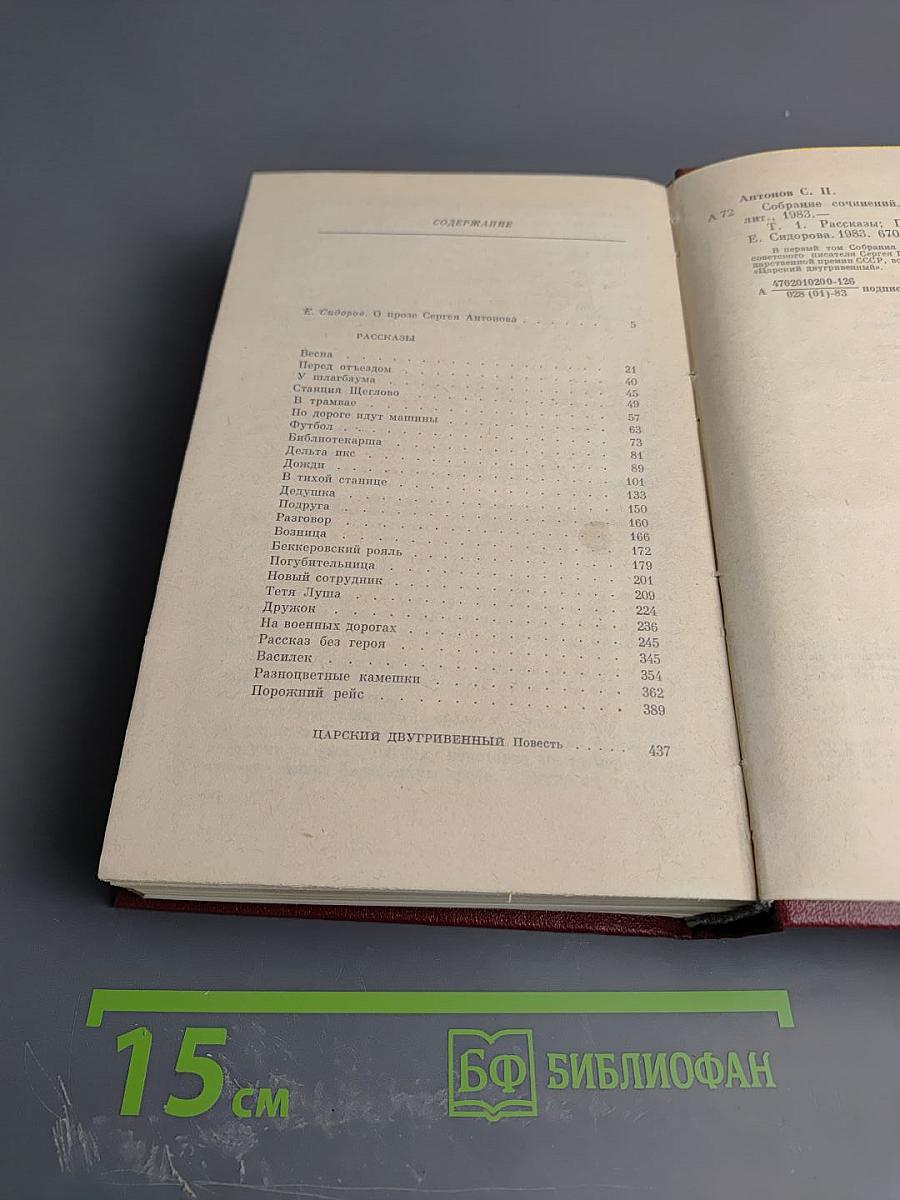 СОДЕРЖАНИЕ
Е. Сидоров. О прозе Сергея Антонова . . . . . . . 5
РАССКАЗЫ
Весна 21
Перед отъездом 40
У шлагбаума 45
Станция Щеглово 49
В трамвае 57
По дороге идут машины 63
Футбол 73
Библиотекарша 81
Дельта икс 89
Дожди 101
В тихой станице 133
Дедушка 150
Подруга 160
Разговор 166
Возница 172
Беккеровский рояль 179
Погубительница 201
Новый сотрудник 209
Тетя Луша 224
Дружок 236
На военных дорогах 245
Рассказ без героя 345
Василек 354
Разноцветные камешки 362
Порожний рейс 389
ЦАРСКИЙ ДВУГРИВЕННЫЙ Повесть . . . . . 437
Антонов С. П.
А 72 Собрание сочинений.
лит., 1983.—
Т. 1. Рассказы;
Е. Сидорова. 1983. 670
В первый том Собрания
советского писателя Сергея
дарственной премии СССР,
«Царский двугривенный».
А 4702010200-126
028 (01)-83 подпис
15 см
БФ БИБЛИОФАН